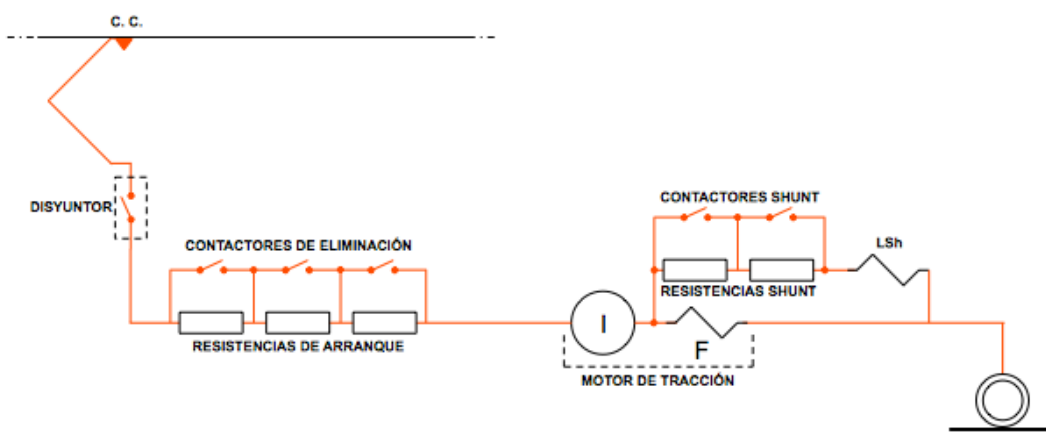 C. C.
DISYUNTOR
CONTACTORES DE ELIMINACIÓN
RESISTENCIAS DE ARRANQUE
CONTACTORES SHUNT
LSh
RESISTENCIAS SHUNT
I
F
MOTOR DE TRACCIÓN